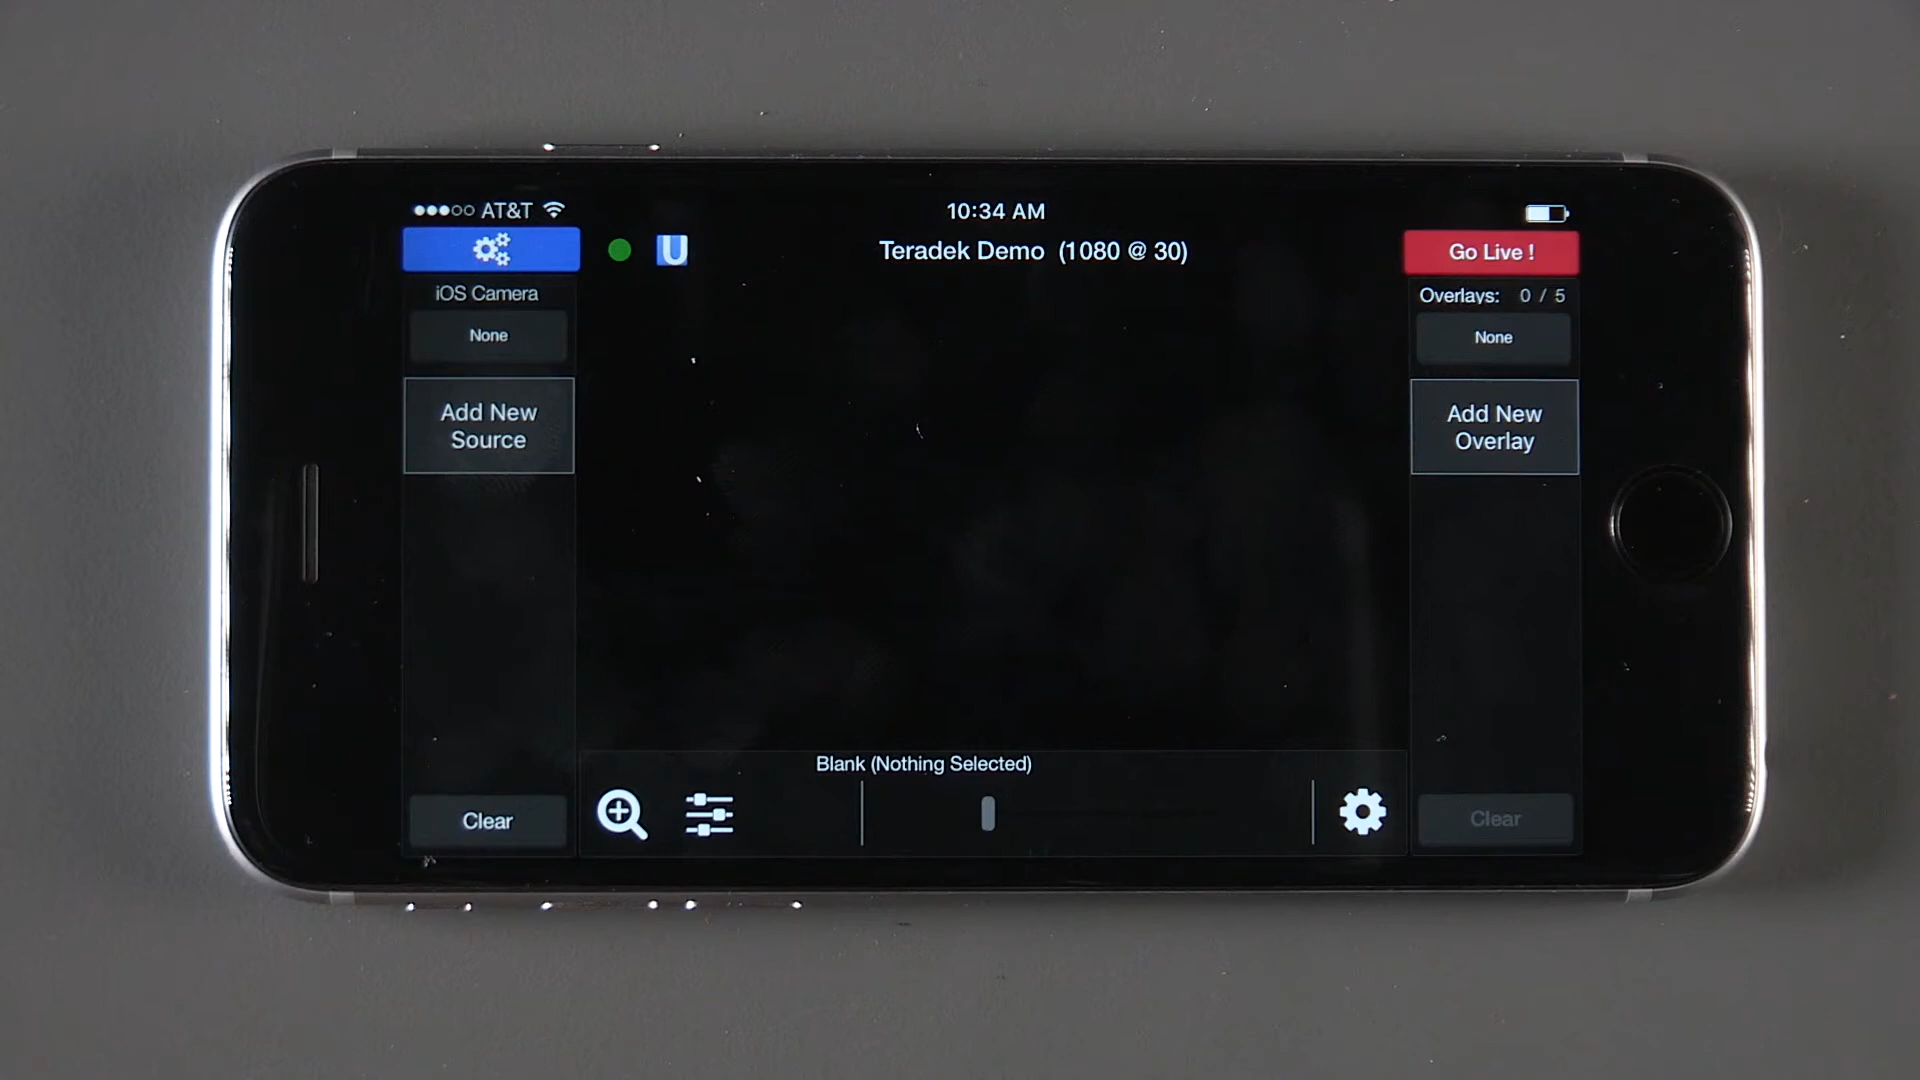 AT&T
10:34 AM
U
Teradek Demo (1080 @ 30)
Go Live !
iOS Camera
None
Add New
Source
Clear
Overlays: 0 / 5
None
Add New
Overlay
Clear
Blank (Nothing Selected)